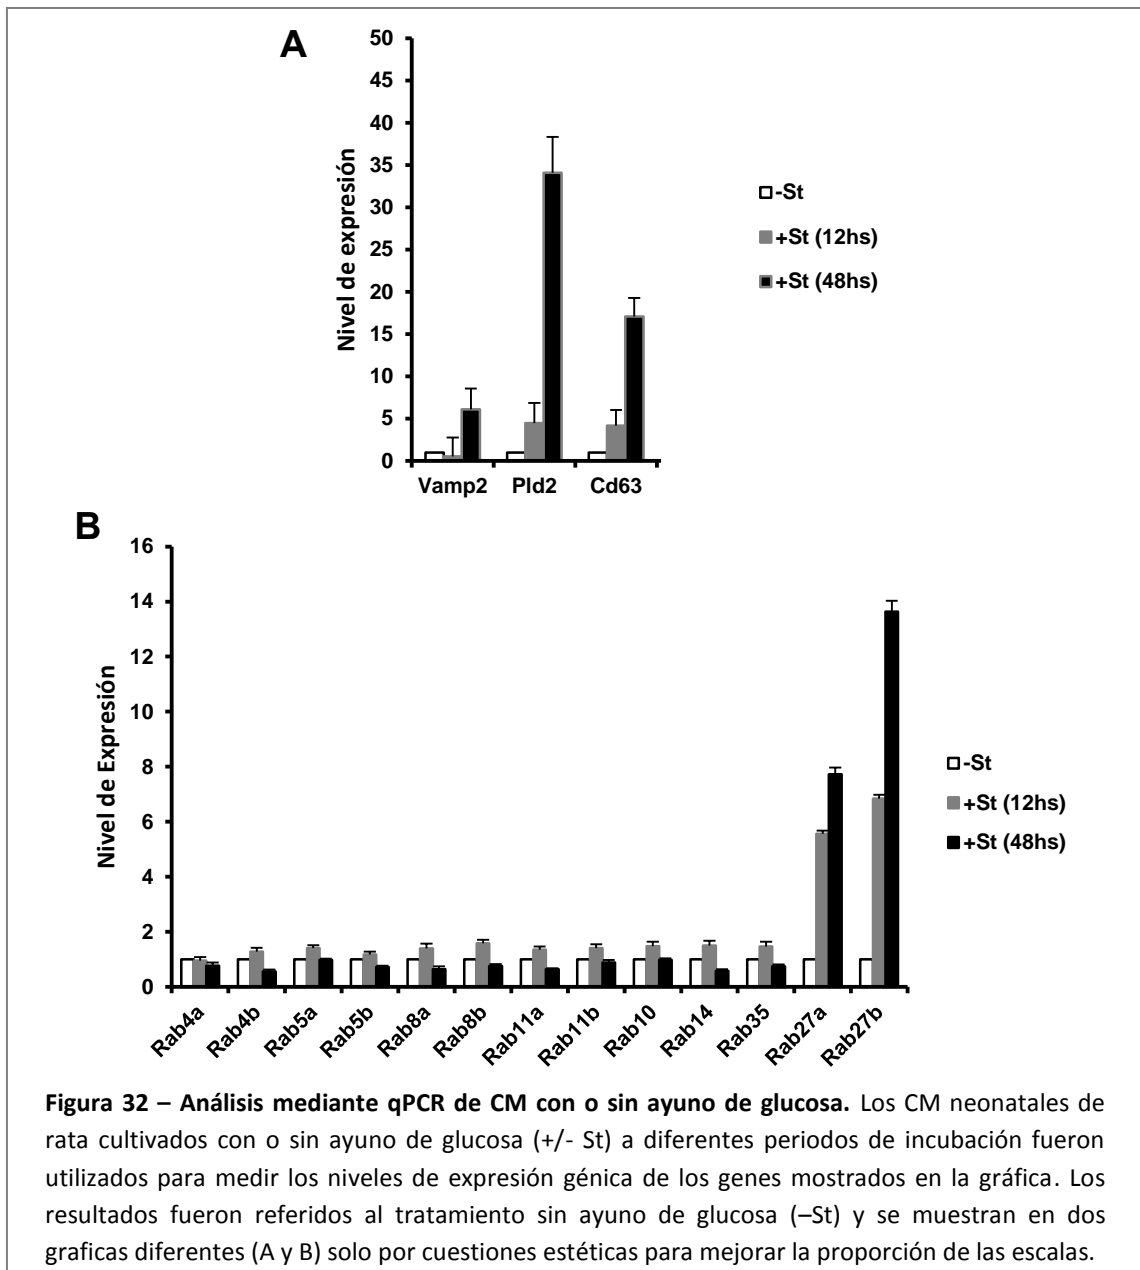 A
50
45
40
35
30
25
20
15
10
5
0
Nivel de expresión
Vamp2 Pld2 Cd63
-St
+St (12hs)
+St (48hs)
B
16
14
12
10
8
6
4
2
0
Nivel de Expresión
Rab4a Rab4b Rab5a Rab5b Rab8a Rab8b Rab11a Rab11b Rab10 Rab14 Rab35 Rab27a Rab27b
-St
+St (12hs)
+St (48hs)
Figura 32 – Análisis mediante qPCR de CM con o sin ayuno de glucosa. Los CM neonatales de
rata cultivados con o sin ayuno de glucosa (+/- St) a diferentes periodos de incubación fueron
utilizados para medir los niveles de expresión génica de los genes mostrados en la gráfica. Los
resultados fueron referidos al tratamiento sin ayuno de glucosa (–St) y se muestran en dos
graficas diferentes (A y B) solo por cuestiones estéticas para mejorar la proporción de las escalas.